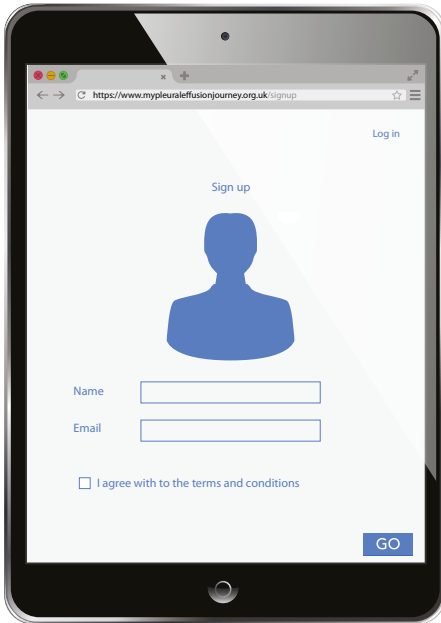 https://www.mypleuraleffusionjourney.org.uk/signup
Log in
Sign up
Name
Email
I agree with to the terms and conditions
GO